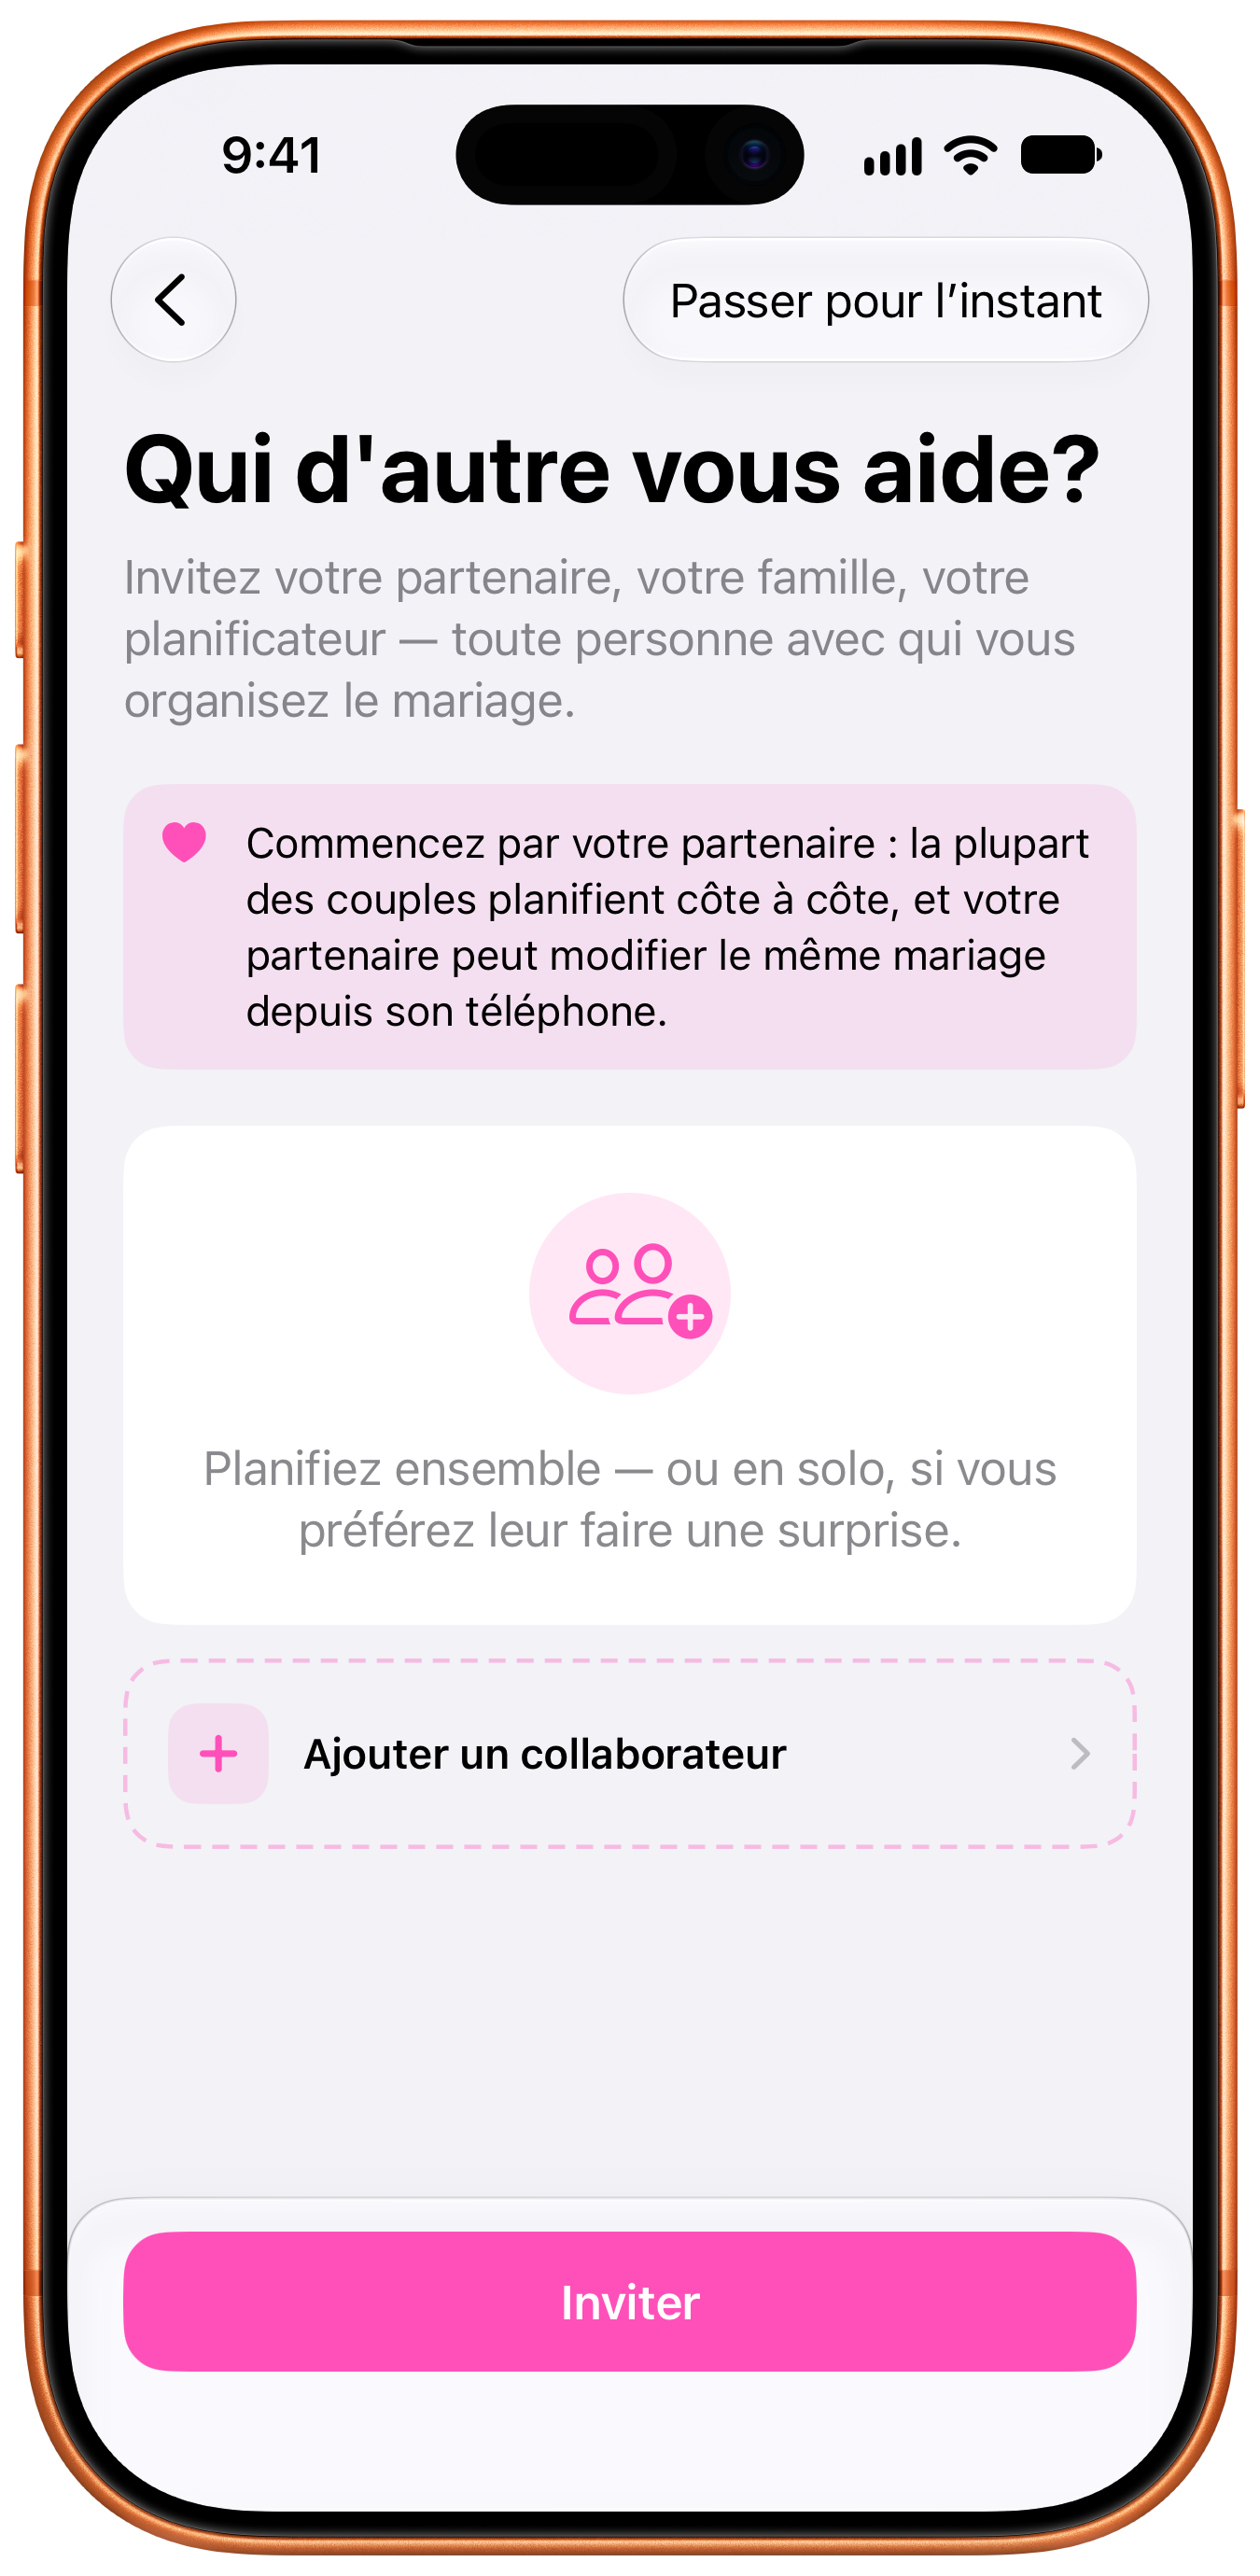 9:41
Passer pour l’instant
Qui d'autre vous aide?
Invitez votre partenaire, votre famille, votre
planificateur — toute personne avec qui vous
organisez le mariage.
Commencez par votre partenaire : la plupart
des couples planifient côte à côte, et votre
partenaire peut modifier le même mariage
depuis son téléphone.
Planifiez ensemble — ou en solo, si vous
préférez leur faire une surprise.
Ajouter un collaborateur
Inviter